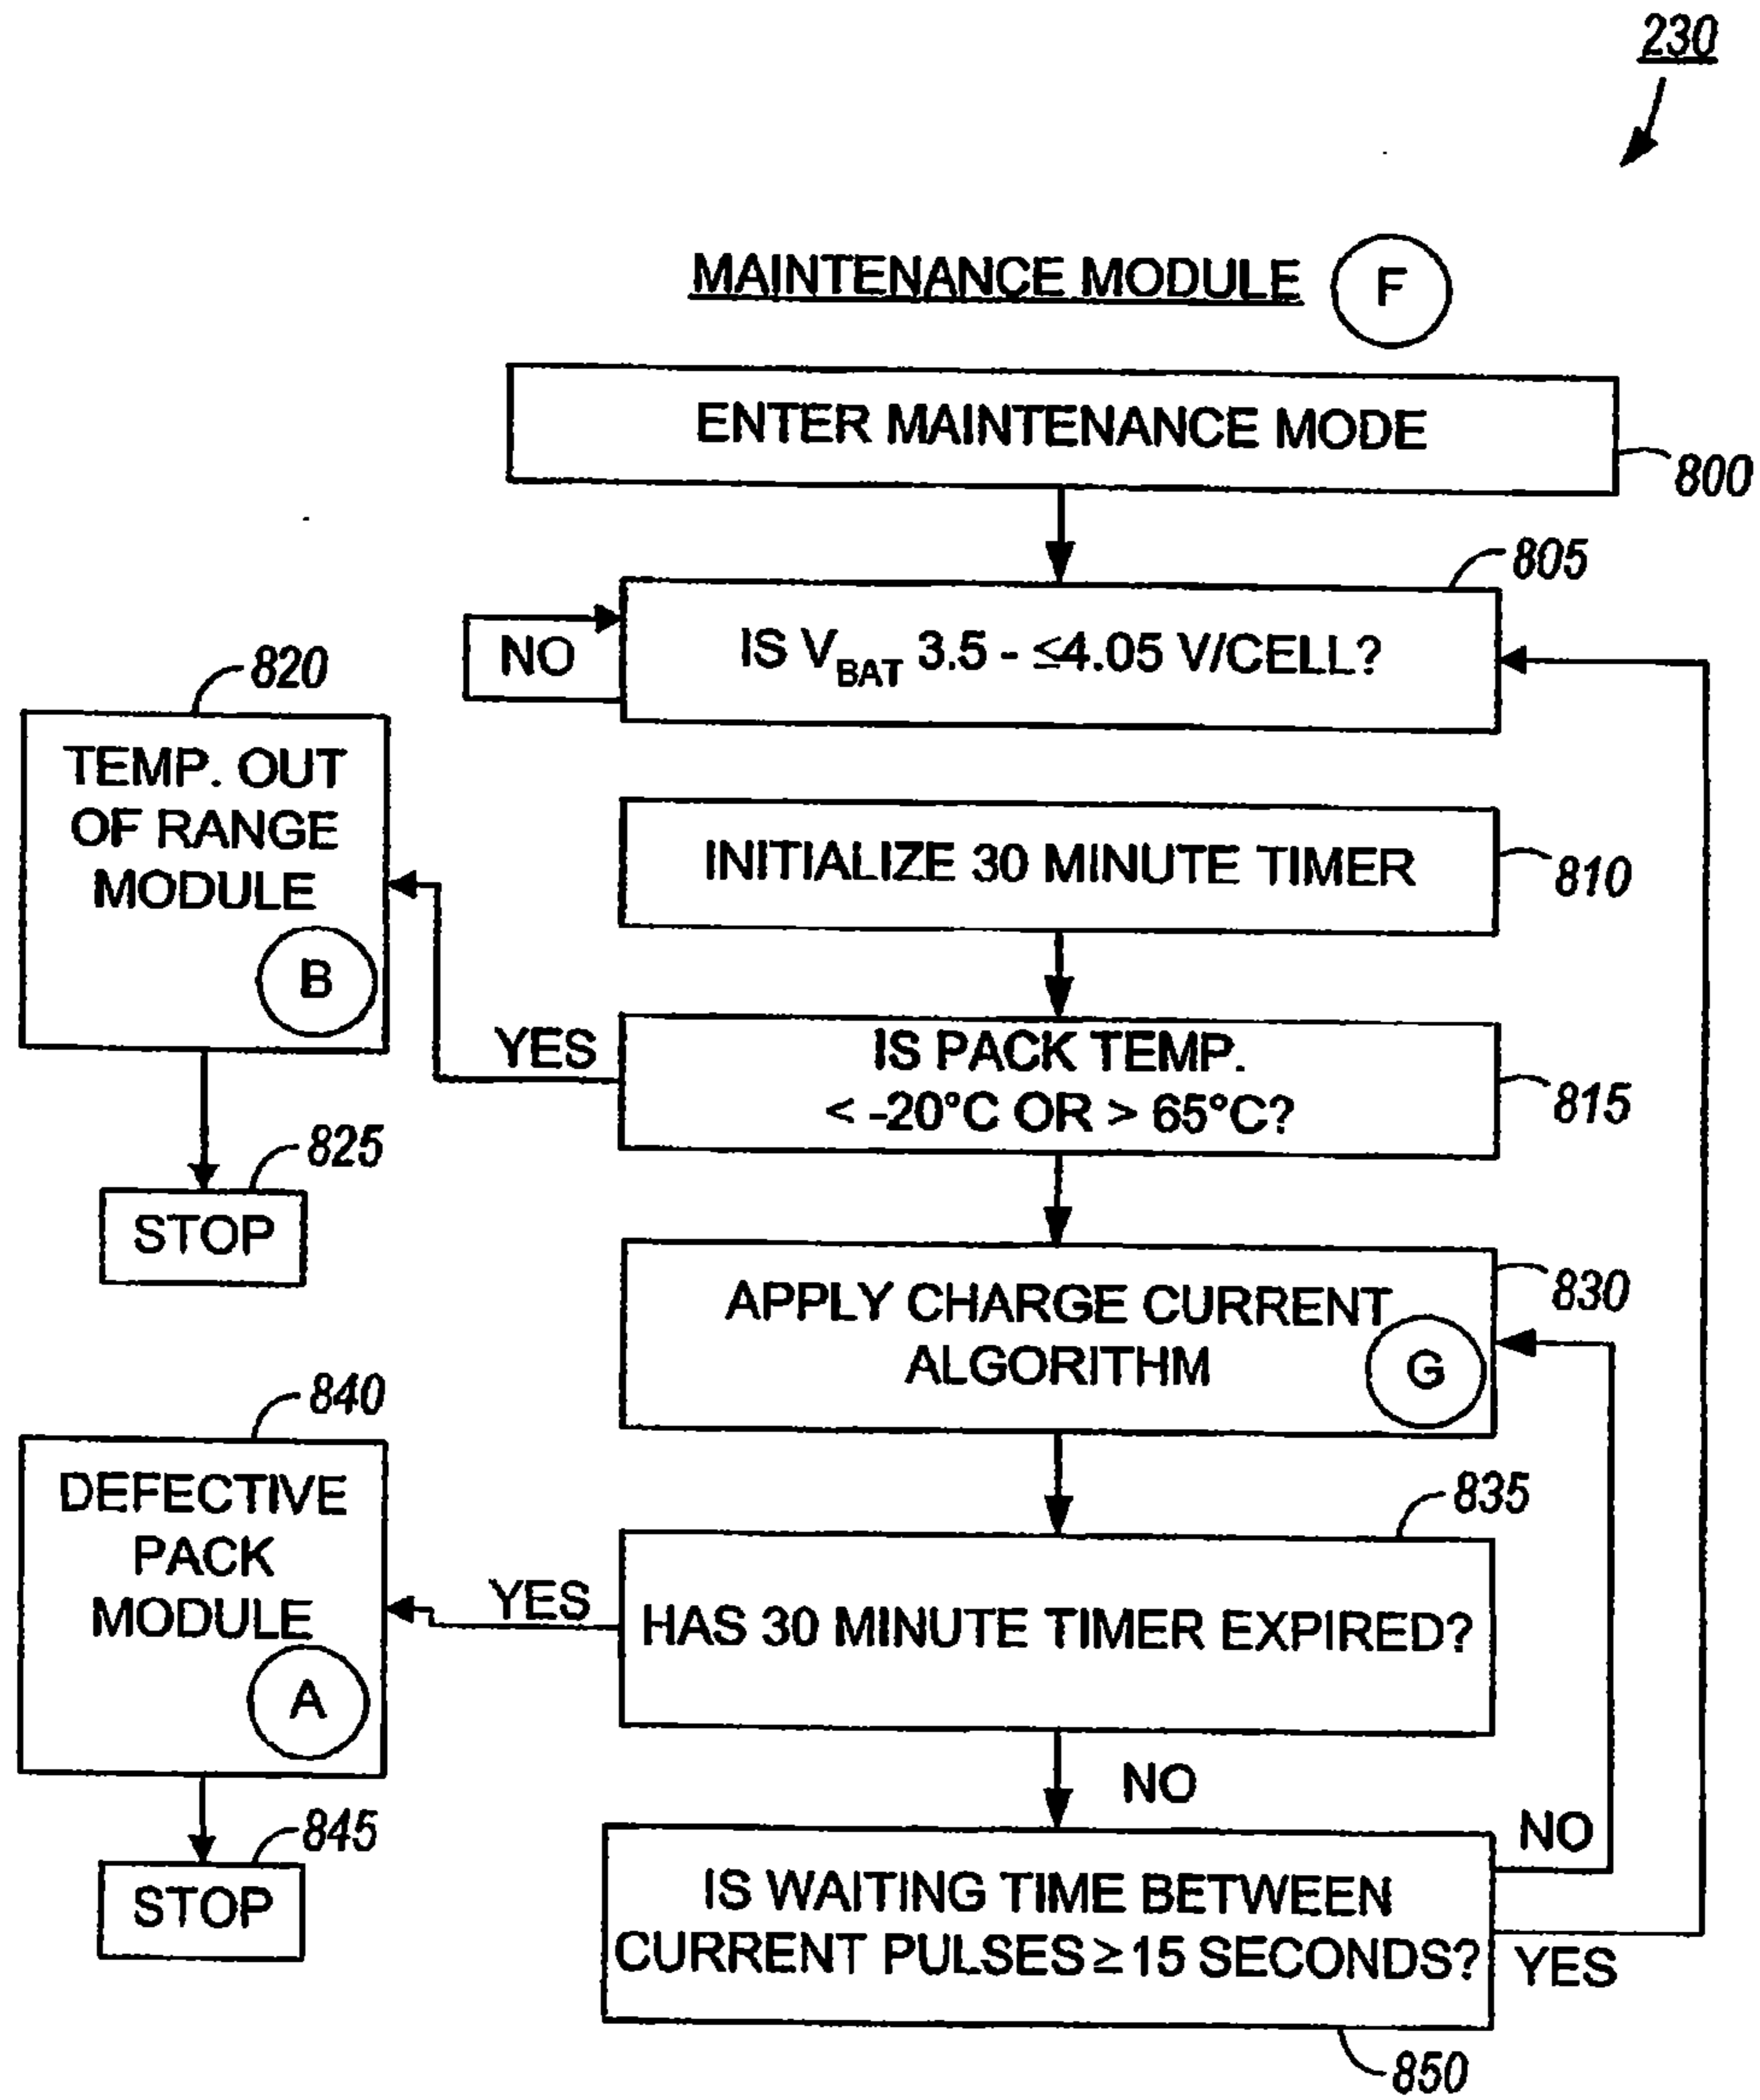 230
MAINTENANCE MODULE F
ENTER MAINTENANCE MODE
800
805
IS VBAT 3.5 - ≤4.05 V/CELL?
NO
820
TEMP. OUT
OF RANGE
MODULE
B
INITIALIZE 30 MINUTE TIMER
810
YES
IS PACK TEMP.
< -20°C OR > 65°C?
815
825
STOP
830
APPLY CHARGE CURRENT
ALGORITHM
G
840
DEFECTIVE
PACK
MODULE
A
835
YES
HAS 30 MINUTE TIMER EXPIRED?
NO
845
STOP
NO
IS WAITING TIME BETWEEN
CURRENT PULSES ≥ 15 SECONDS?
YES
850